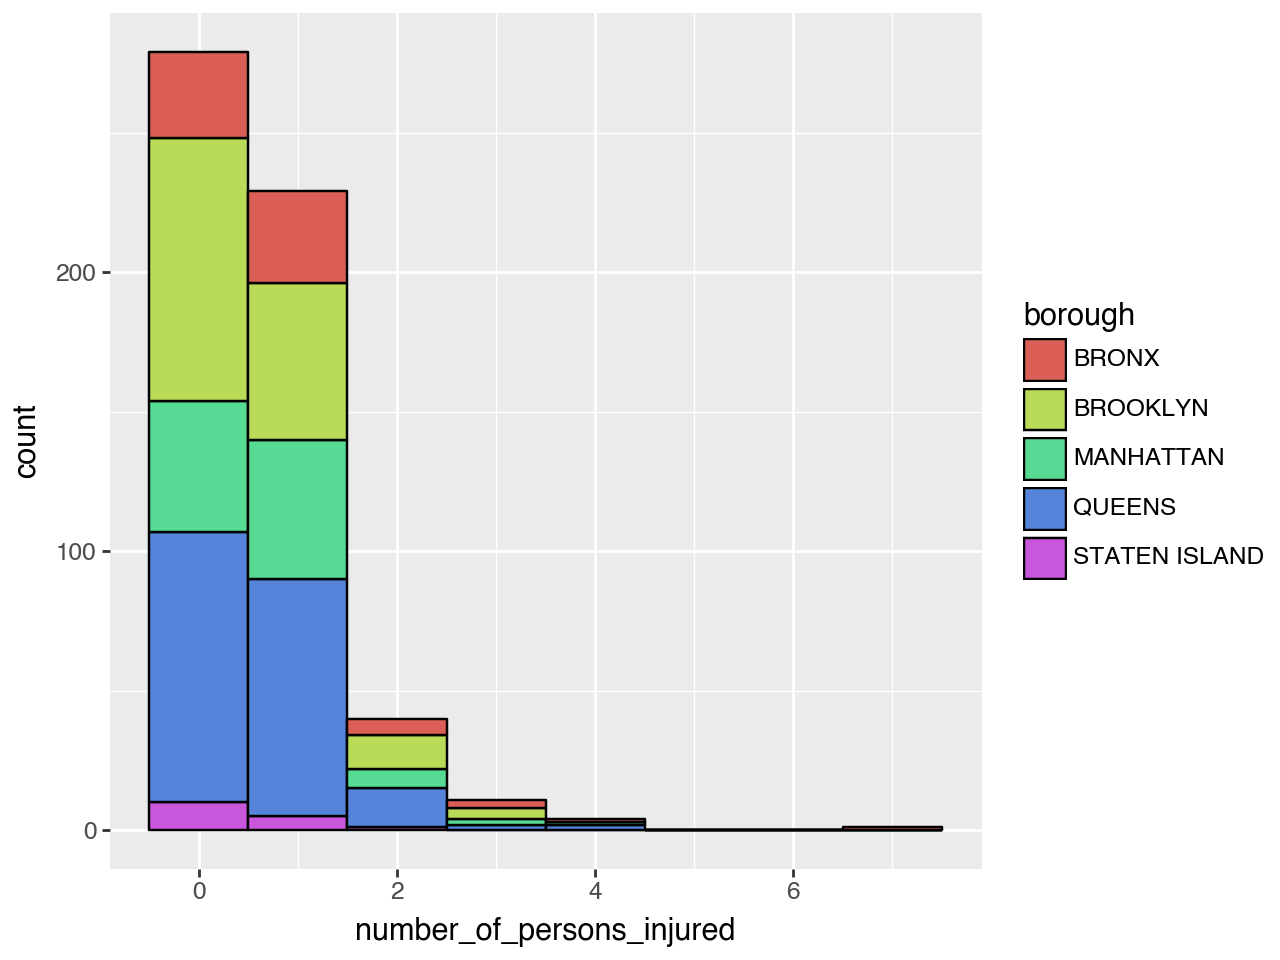 200
100
0
0
2
4
6
number_of_persons_injured
count
borough
BRONX
BROOKLYN
MANHATTAN
QUEENS
STATEN ISLAND